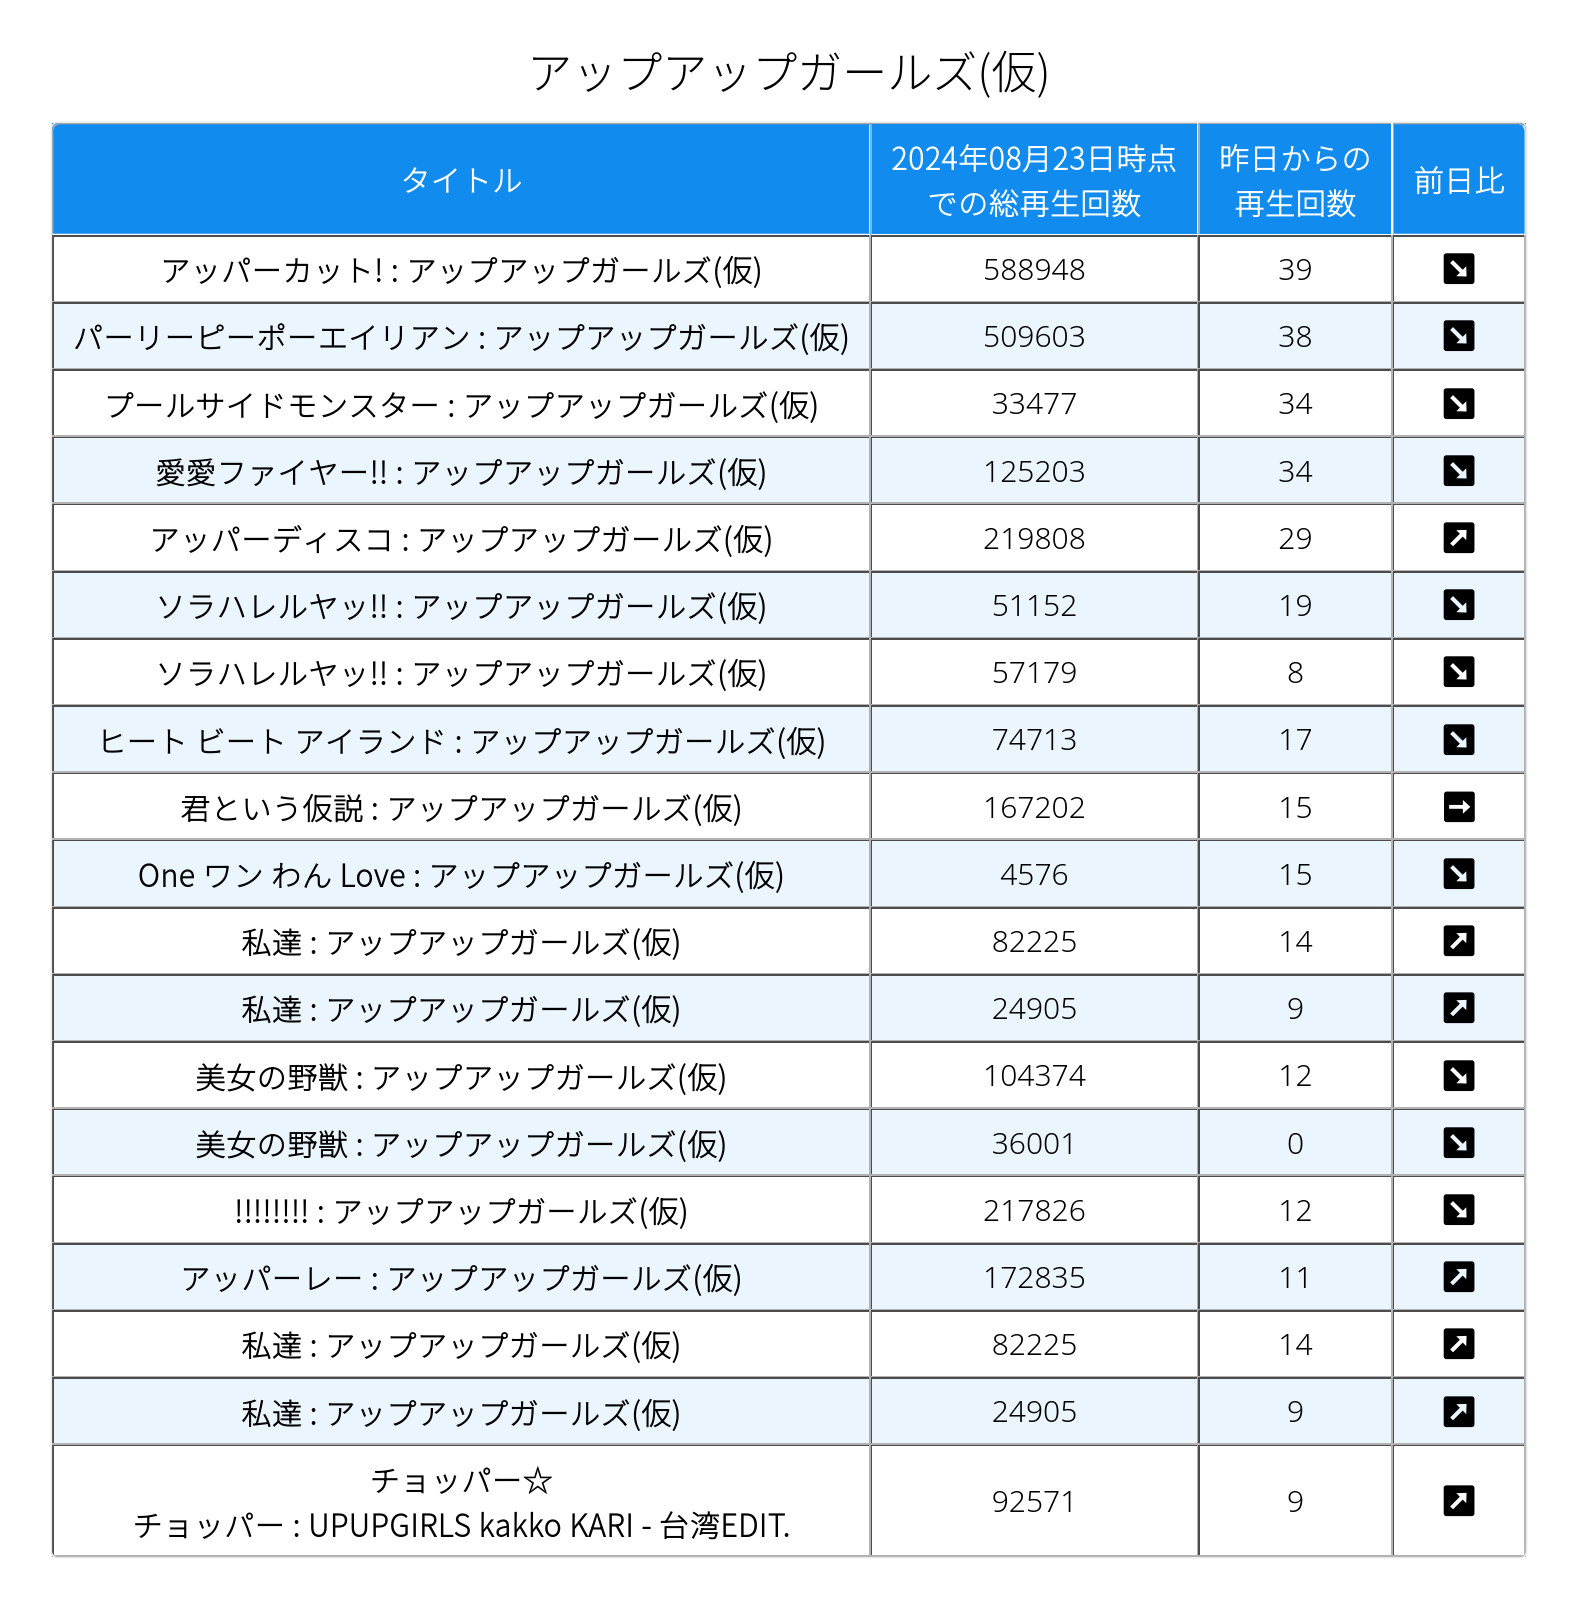 アップアップガールズ(仮)
タイトル 2024年08月23日時点での総再生回数 昨日からの再生回数 前日比
アッパーカット! : アップアップガールズ(仮) 588948 39 ↘
パーリーピーポーエイリアン : アップアップガールズ(仮) 509603 38 ↘
プールサイドモンスター : アップアップガールズ(仮) 33477 34 ↘
愛愛ファイヤー!! : アップアップガールズ(仮) 125203 34 ↘
アッパーディスコ : アップアップガールズ(仮) 219808 29 ↗
ソラハレルヤッ!! : アップアップガールズ(仮) 51152 19 ↘
ソラハレルヤッ!! : アップアップガールズ(仮) 57179 8 ↘
ヒート ビート アイランド : アップアップガールズ(仮) 74713 17 ↘
君という仮説 : アップアップガールズ(仮) 167202 15 →
One ワン わん Love : アップアップガールズ(仮) 4576 15 ↘
私達 : アップアップガールズ(仮) 82225 14 ↗
私達 : アップアップガールズ(仮) 24905 9 ↗
美女の野獣 : アップアップガールズ(仮) 104374 12 ↘
美女の野獣 : アップアップガールズ(仮) 36001 0 ↘
!!!!!!!! : アップアップガールズ(仮) 217826 12 ↘
アッパーレー : アップアップガールズ(仮) 172835 11 ↗
私達 : アップアップガールズ(仮) 82225 14 ↗
私達 : アップアップガールズ(仮) 24905 9 ↗
チョッパー☆
チョッパー : UPUPGIRLS kakko KARI - 台湾EDIT. 92571 9 ↗